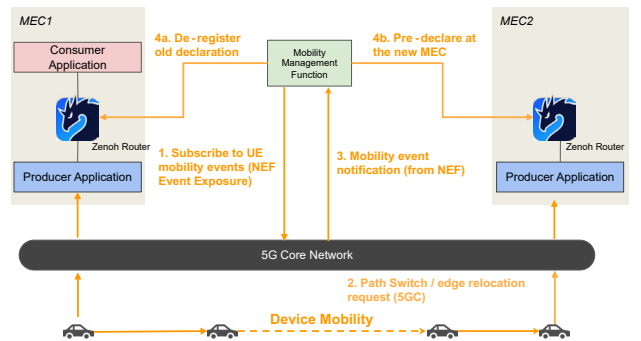 MEC1
MEC2
Consumer
Application
4a. De-register
old declaration
Mobility
Management
Function
4b. Pre-declare at
the new MEC
Zenoh Router
Zenoh Router
1. Subscribe to UE
mobility events (NEF
Event Exposure)
3. Mobility event
notification (from NEF)
Producer Application
Producer Application
5G Core Network
2. Path Switch / edge relocation
request (5GC)
Device Mobility